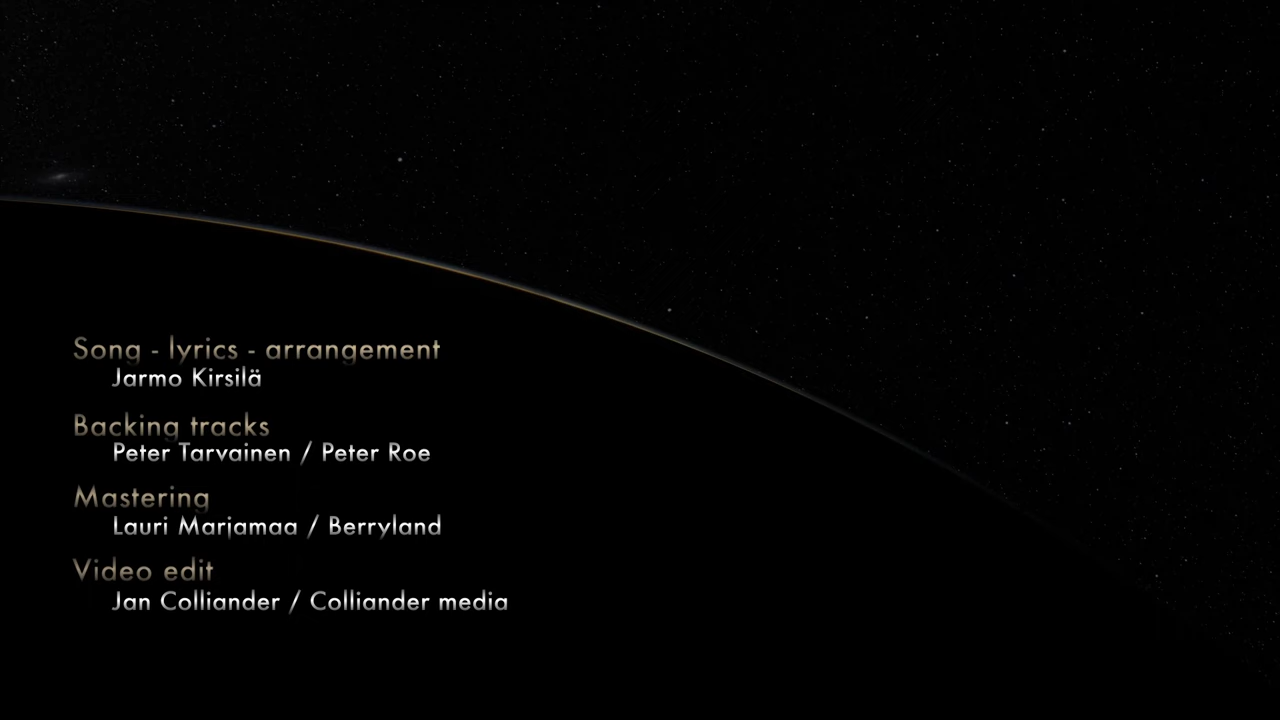 Song - lyrics - arrangement
Jarmo Kirsilä
Backing tracks
Peter Tarvainen / Peter Roe
Mastering
Lauri Marjamaa / Berryland
Video edit
Jan Colliander / Colliander media